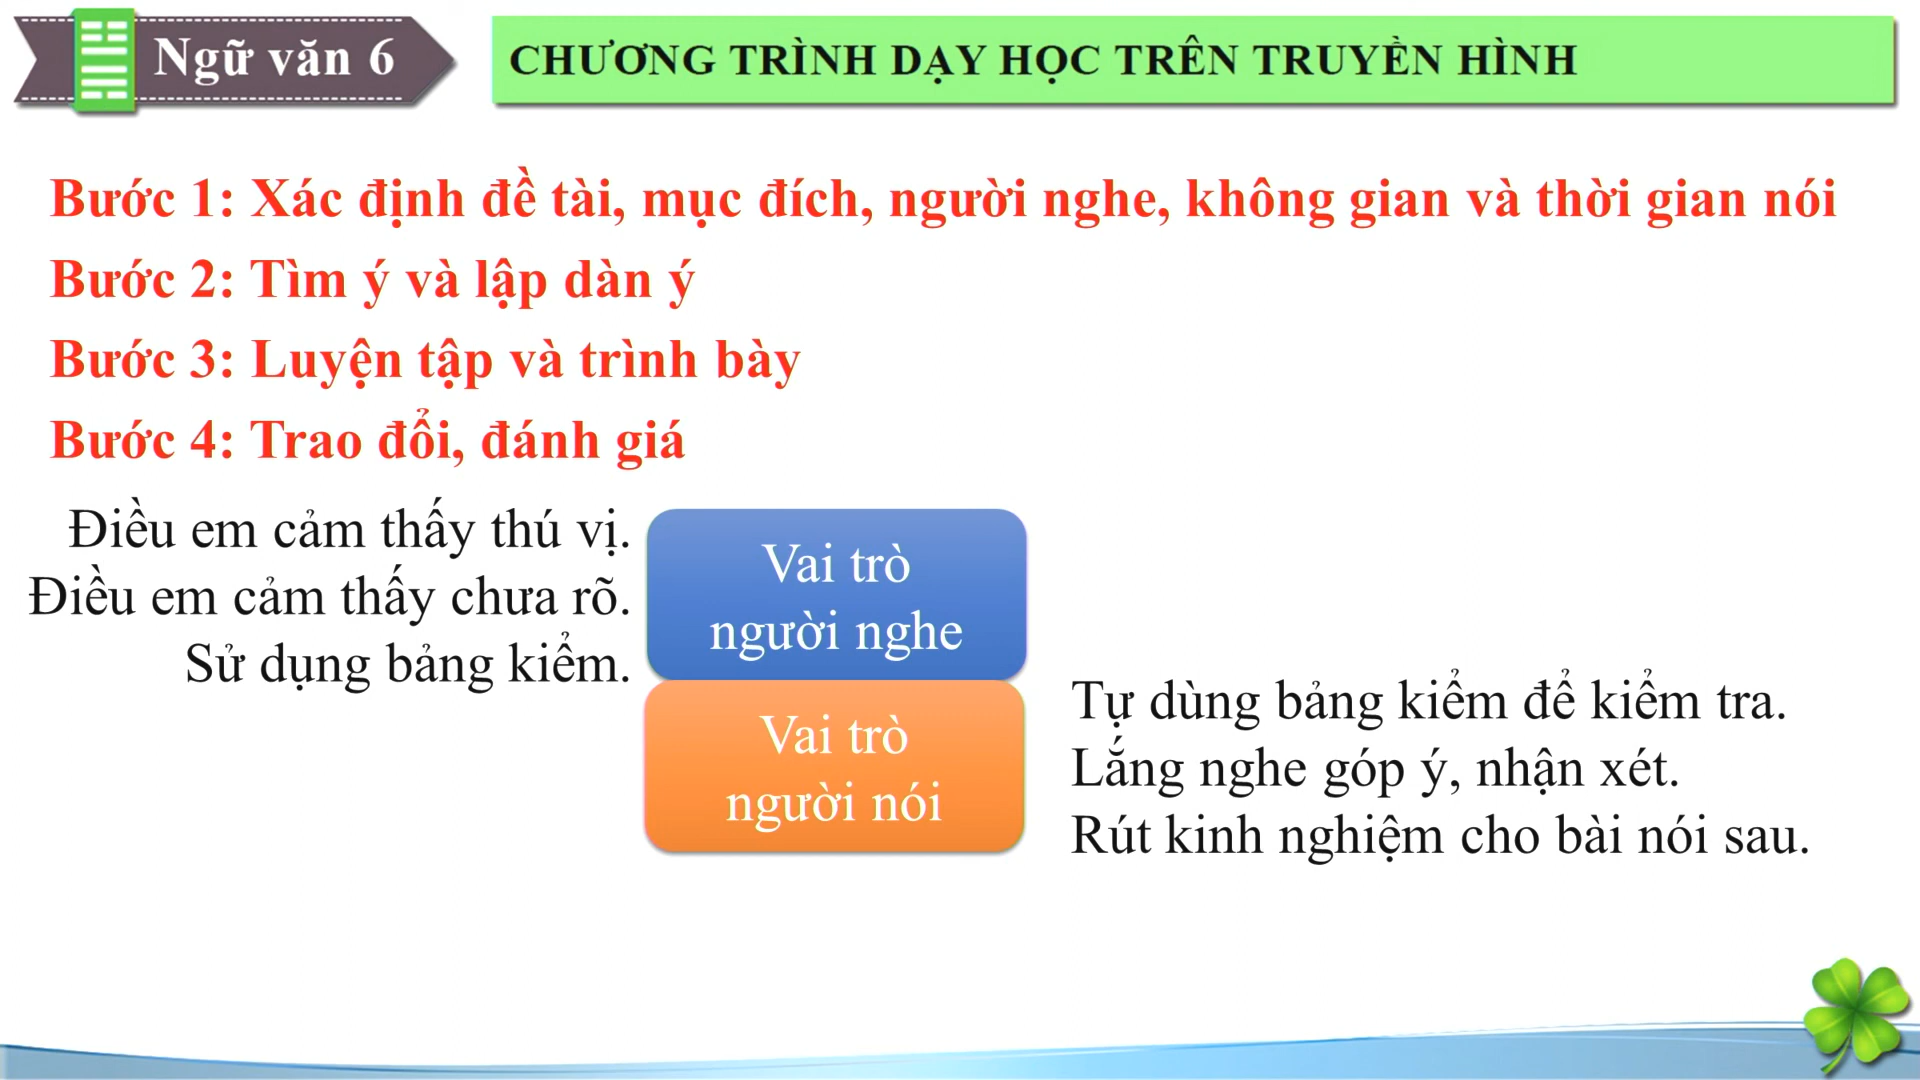 Ngữ văn 6
CHƯƠNG TRÌNH DẠY HỌC TRÊN TRUYỀN HÌNH
Bước 1: Xác định đề tài, mục đích, người nghe, không gian và thời gian nói
Bước 2: Tìm ý và lập dàn ý
Bước 3: Luyện tập và trình bày
Bước 4: Trao đổi, đánh giá
Điều em cảm thấy thú vị.
Điều em cảm thấy chưa rõ.
Sử dụng bảng kiểm.
Vai trò
người nghe
Vai trò
người nói
Tự dùng bảng kiểm để kiểm tra.
Lắng nghe góp ý, nhận xét.
Rút kinh nghiệm cho bài nói sau.